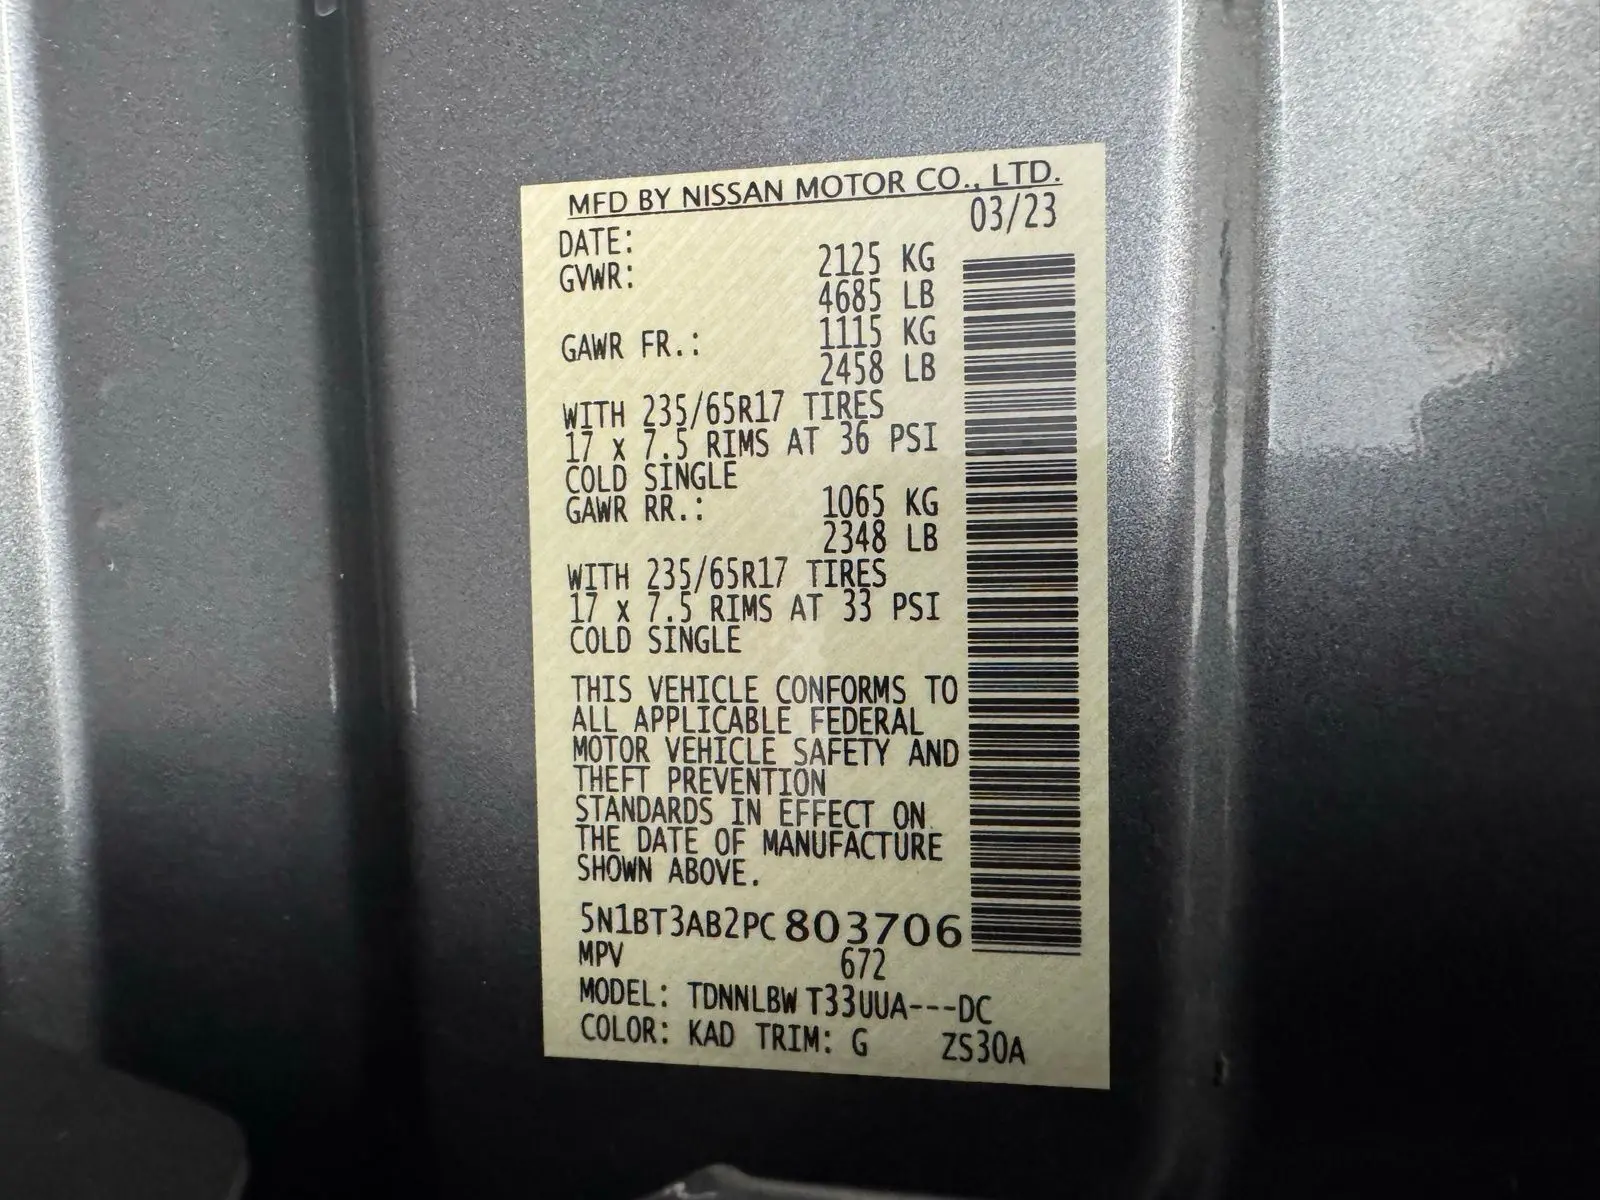 MFD BY NISSAN MOTOR CO., LTD.
DATE: 03/23
GVWR: 2125 KG
4685 LB
GAWR FR.: 1115 KG
2458 LB
WITH 235/65R17 TIRES
17 x 7.5 RIMS AT 36 PSI
COLD SINGLE
GAWR RR.: 1065 KG
2348 LB
WITH 235/65R17 TIRES
17 x 7.5 RIMS AT 33 PSI
COLD SINGLE
THIS VEHICLE CONFORMS TO
ALL APPLICABLE FEDERAL
MOTOR VEHICLE SAFETY AND
THEFT PREVENTION
STANDARDS IN EFFECT ON
THE DATE OF MANUFACTURE
SHOWN ABOVE.
5N1BT3AB2PC803706
MPV 672
MODEL: TDNNLBW T33UUA---DC
COLOR: KAD TRIM: G ZS30A